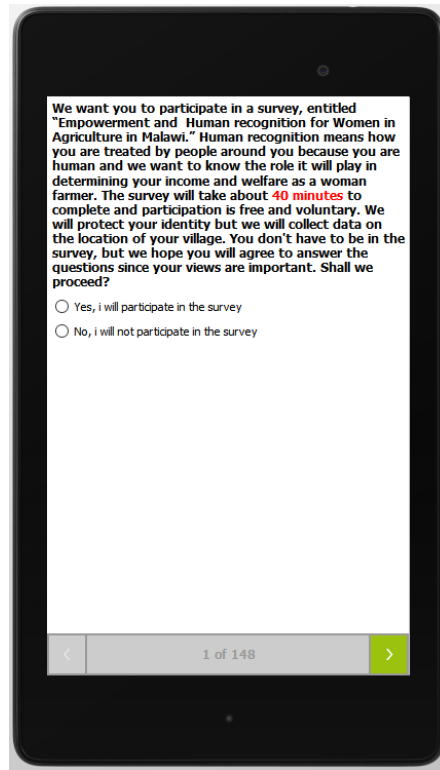 We want you to participate in a survey, entitled
“Empowerment and  Human recognition for Women in
Agriculture in Malawi.” Human recognition means how
you are treated by people around you because you are
human and we want to know the role it will play in
determining your income and welfare as a woman
farmer. The survey will take about 40 minutes to
complete and participation is free and voluntary. We
will protect your identity but we will collect data on
the location of your village. You don't have to be in the
survey, but we hope you will agree to answer the
questions since your views are important. Shall we
proceed?
Yes, i will participate in the survey
No, i will not participate in the survey
1 of 148